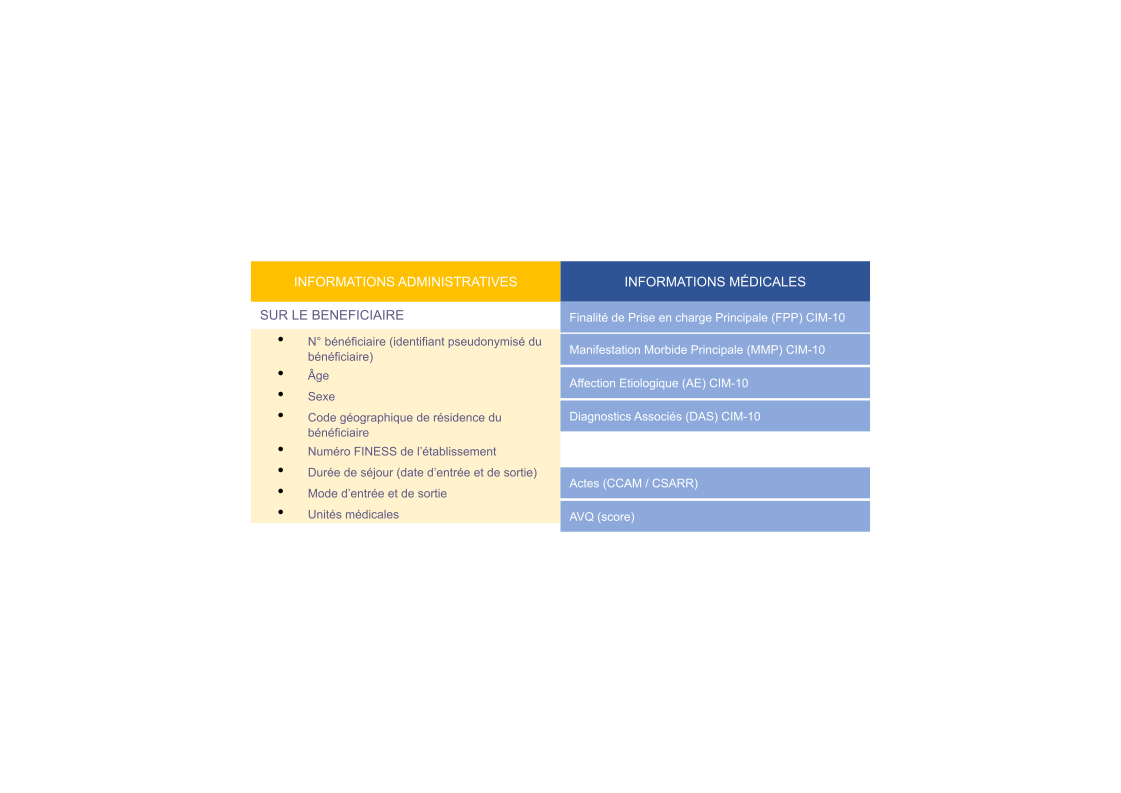 INFORMATIONS ADMINISTRATIVES
SUR LE BENEFICIAIRE
• N° bénéficiaire (identifiant pseudonymisé du
bénéficiaire)
• Âge
• Sexe
• Code géographique de résidence du
bénéficiaire
• Numéro FINESS de l’établissement
• Durée de séjour (date d’entrée et de sortie)
• Mode d’entrée et de sortie
• Unités médicales
INFORMATIONS MÉDICALES
Finalité de Prise en charge Principale (FPP) CIM-10
Manifestation Morbide Principale (MMP) CIM-10
Affection Etiologique (AE) CIM-10
Diagnostics Associés (DAS) CIM-10
Actes (CCAM / CSARR)
AVQ (score)